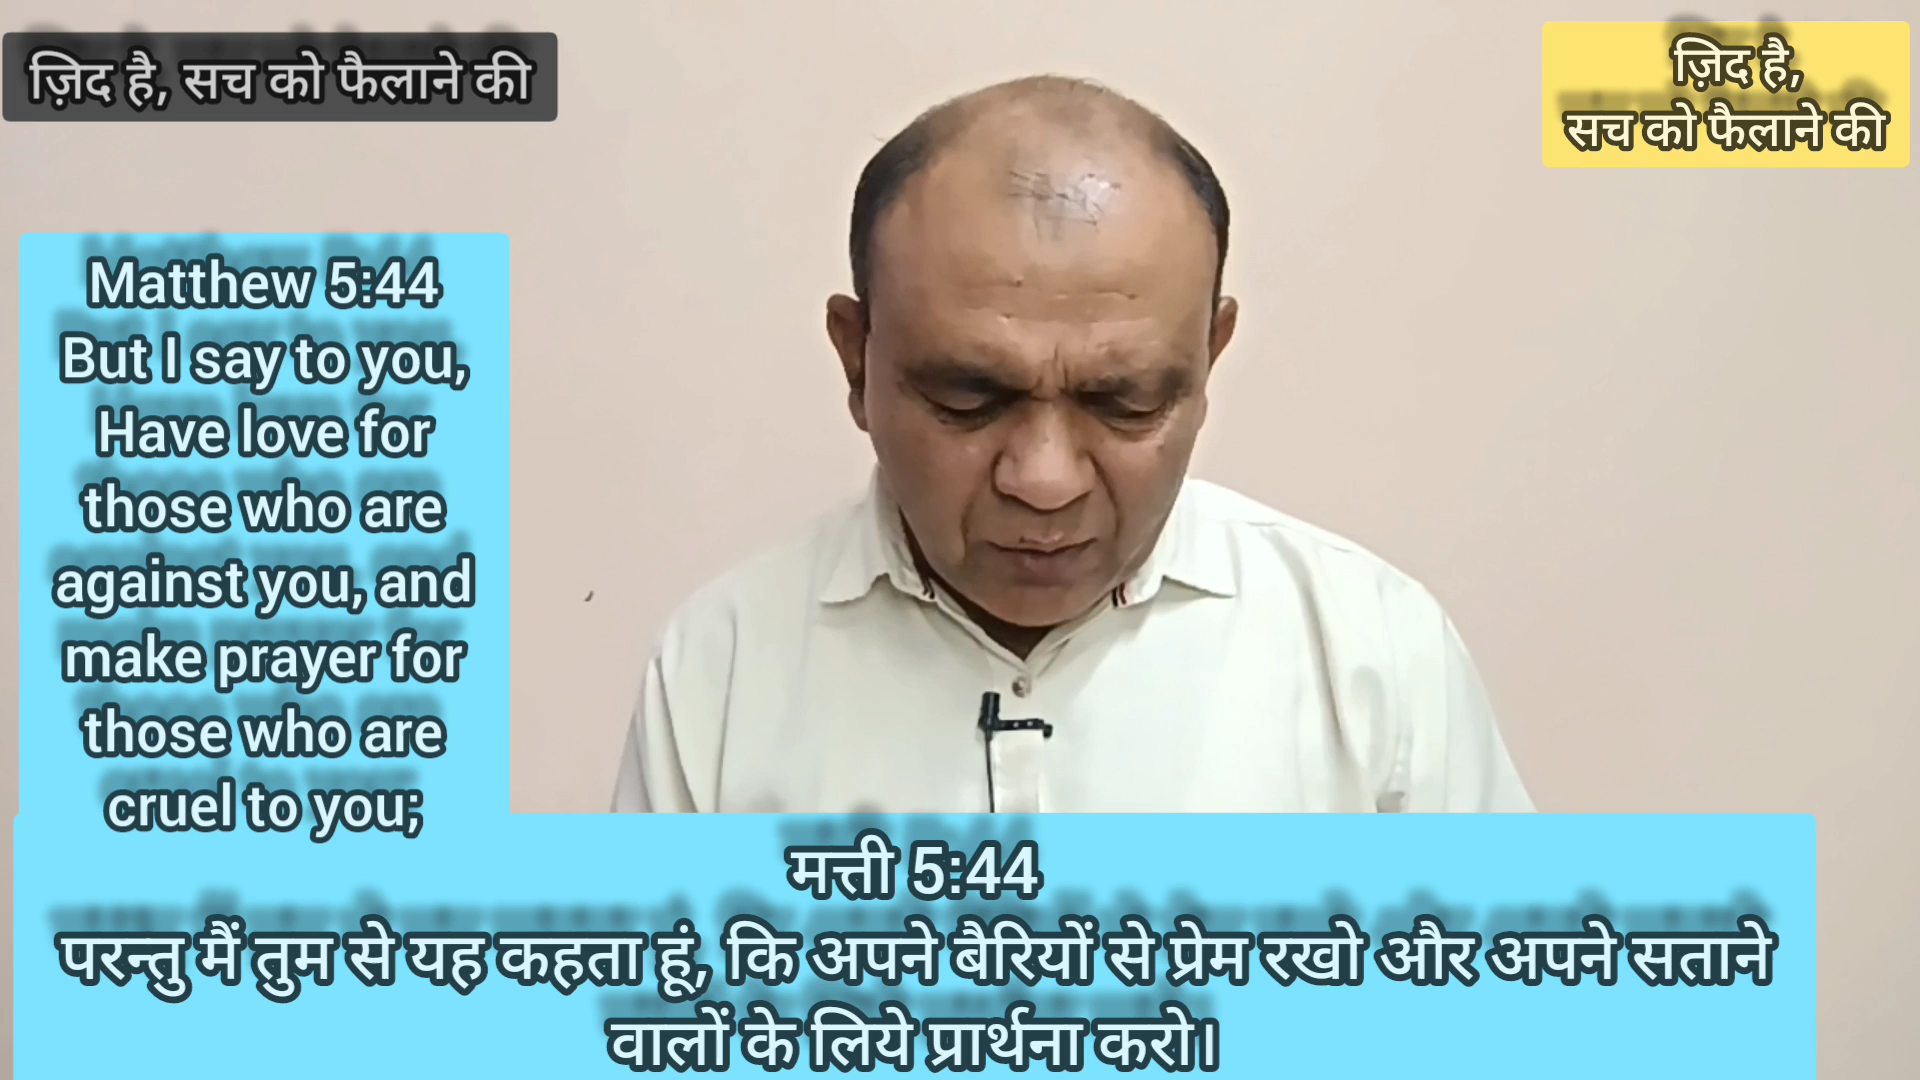 ज़िद है, सच को फैलाने की
ज़िद है,
सच को फैलाने की
Matthew 5:44
But I say to you,
Have love for
those who are
against you, and
make prayer for
those who are
cruel to you;
मत्ती 5:44
परन्तु मैं तुम से यह कहता हूं, कि अपने बैरियों से प्रेम रखो और अपने सताने
वालों के लिये प्रार्थना करो।